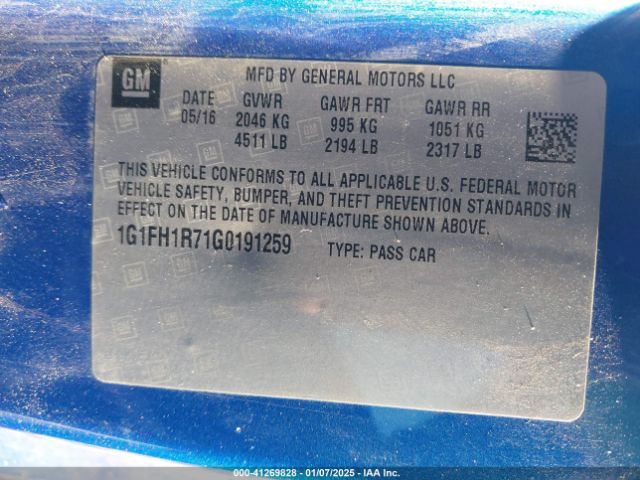 GM
MFD BY GENERAL MOTORS LLC
DATE GVWR GAWR FRT GAWR RR
05/16 2046 KG 995 KG 1051 KG
4511 LB 2194 LB 2317 LB
THIS VEHICLE CONFORMS TO ALL APPLICABLE U.S. FEDERAL MOTOR
VEHICLE SAFETY, BUMPER, AND THEFT PREVENTION STANDARDS IN
EFFECT ON THE DATE OF MANUFACTURE SHOWN ABOVE.
1G1FH1R71G0191259 TYPE: PASS CAR
000-41269828 - 01/07/2025 - IAA Inc.